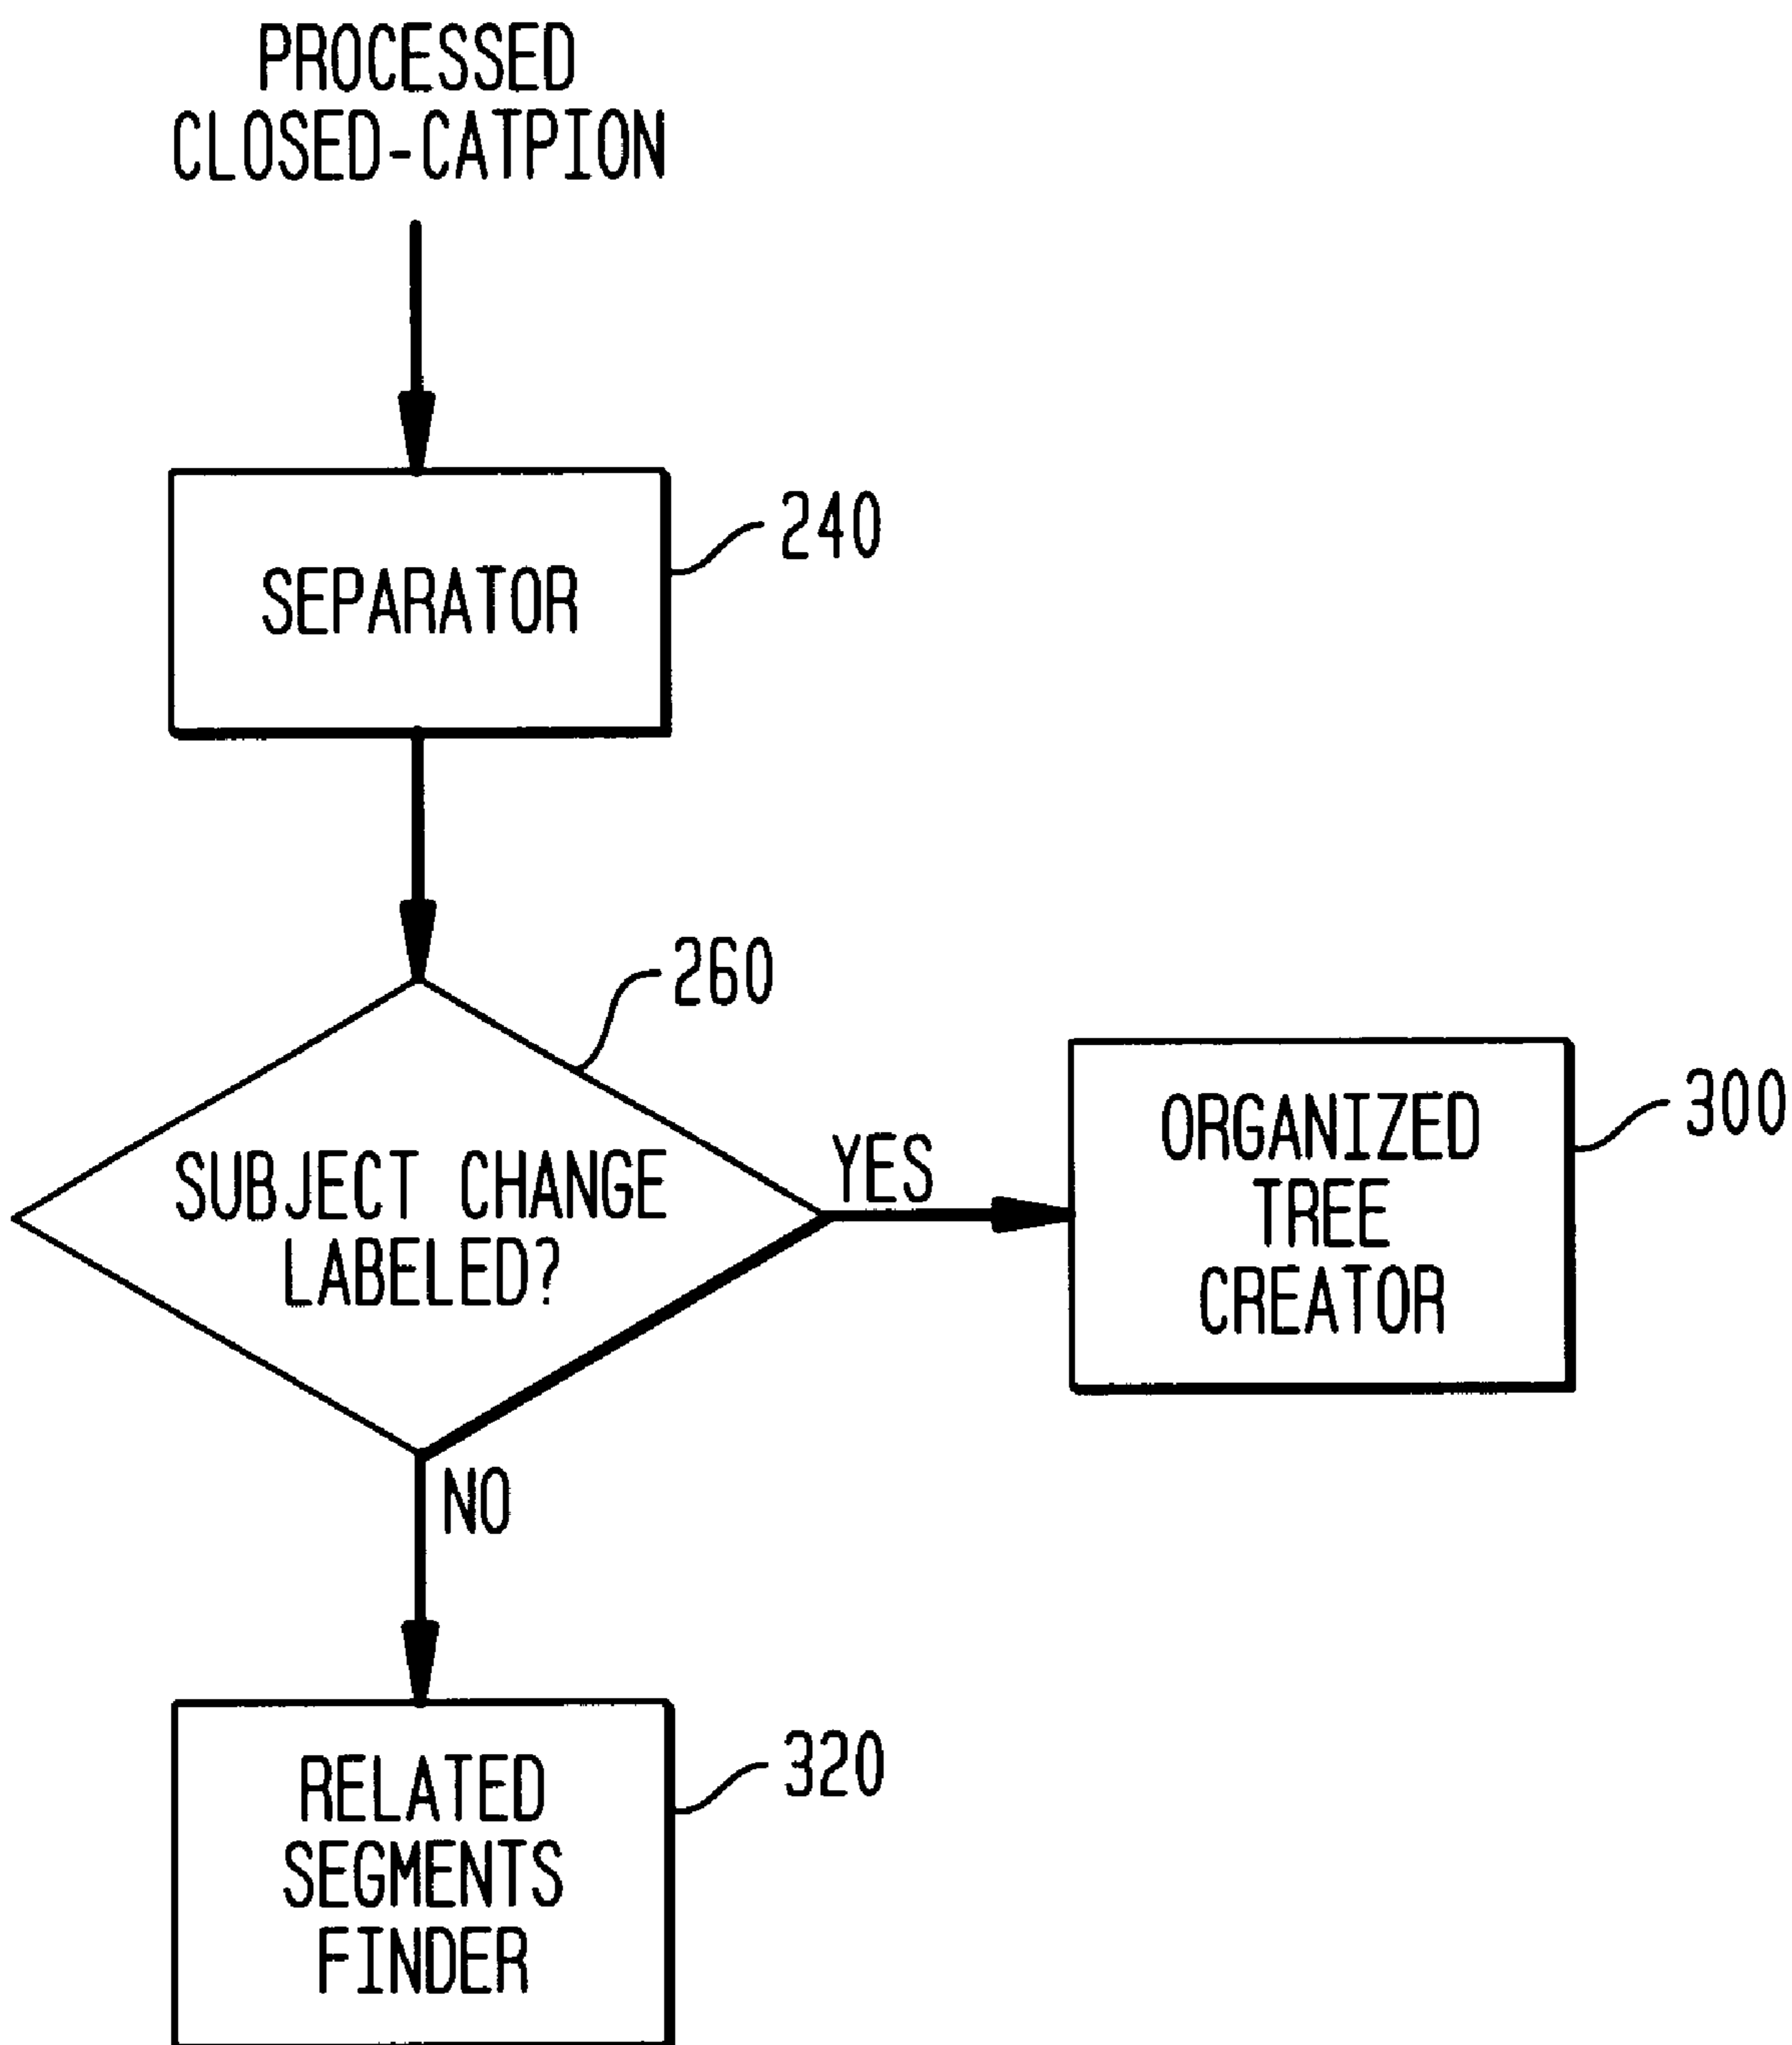 PROCESSED
CLOSED-CATPION
240
SEPARATOR
260
SUBJECT CHANGE
LABELED?
YES
300
ORGANIZED
TREE
CREATOR
NO
320
RELATED
SEGMENTS
FINDER